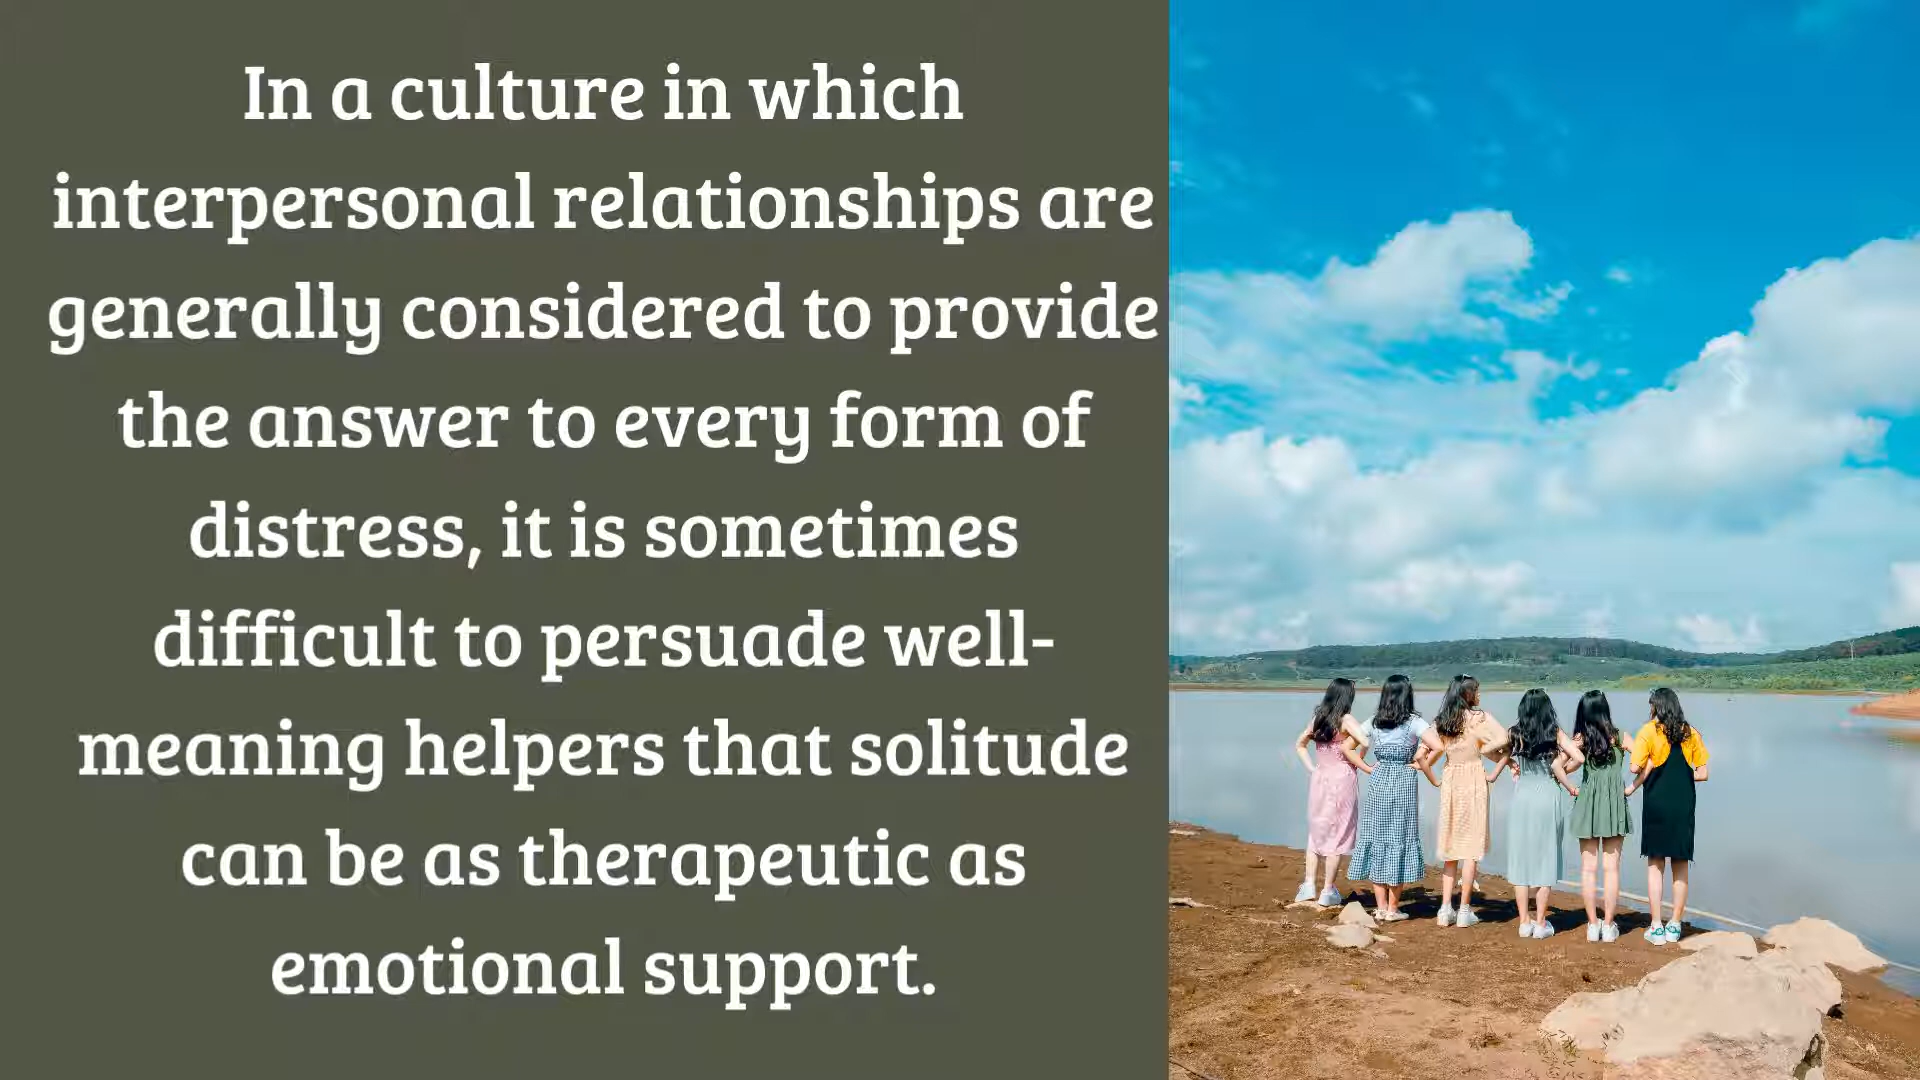 In a culture in which
interpersonal relationships are
generally considered to provide
the answer to every form of
distress, it is sometimes
difficult to persuade well-
meaning helpers that solitude
can be as therapeutic as
emotional support.